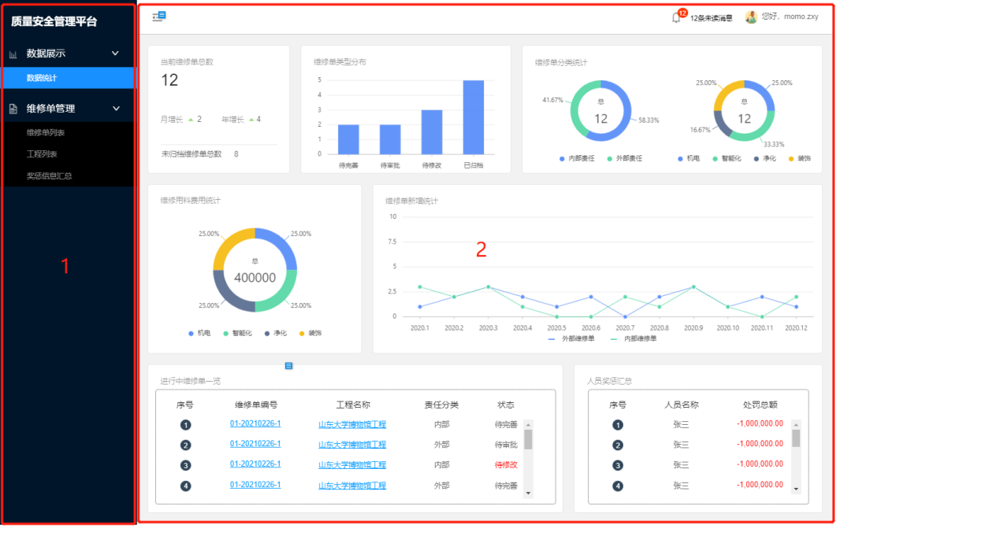 质量安全管理平台
数据展示
数据统计
维修单管理
维修单列表
工程列表
奖惩信息汇总
1
12
12条未读消息
您好，momo.zxy
当前维修单总数
12
月增长 2 年增长 4
未归档维修单总数 8
维修单类型分布
5
4
3
2
1
0
待完善 待审批 待修改 已归档
维修单分类统计
41.67%
总
12
58.33%
内部责任 外部责任
25.00% 25.00%
总
12
16.67%
33.33%
机电 智能化 净化 装饰
维修用料费用统计
25.00% 25.00%
总
400000
25.00% 25.00%
机电 智能化 净化 装饰
维修单新增统计
10
7.5
5
2.5
0
2020.1 2020.2 2020.3 2020.4 2020.5 2020.6 2020.7 2020.8 2020.9 2020.10 2020.11 2020.12
外部维修单 内部维修单
2
进行中维修单一览
序号 维修单编号 工程名称 责任分类 状态
1 01-20210226-1 山东大学博物馆工程 内部 待完善
2 01-20210226-1 山东大学博物馆工程 外部 待审批
3 01-20210226-1 山东大学博物馆工程 内部 待修改
4 01-20210226-1 山东大学博物馆工程 外部 待完善
人员奖惩汇总
序号 人员名称 处罚总额
1 张三 -1,000,000.00
2 张三 -1,000,000.00
3 张三 -1,000,000.00
4 张三 -1,000,000.00